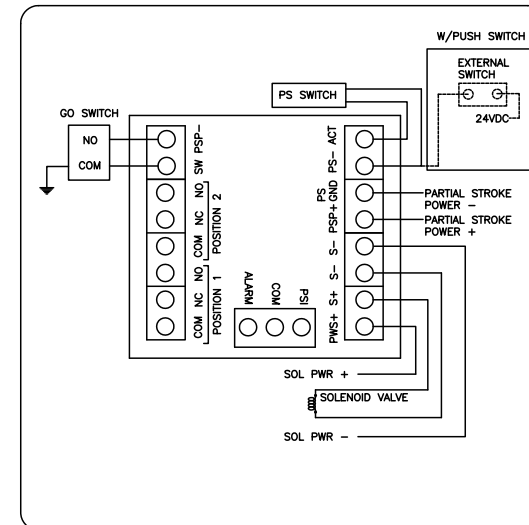 W/PUSH SWITCH
EXTERNAL
SWITCH
24VDC
PS SWITCH
GO SWITCH
NO
COM
SW PSP-
COM NC NO
POSITION 2
COM NC NO
POSITION 1
ALARM
COM
PSI
PS- ACT
PS
PSP+ GND
S- S-
PWS+ S+
PARTIAL STROKE
POWER -
PARTIAL STROKE
POWER +
SOL PWR +
SOLENOID VALVE
SOL PWR -